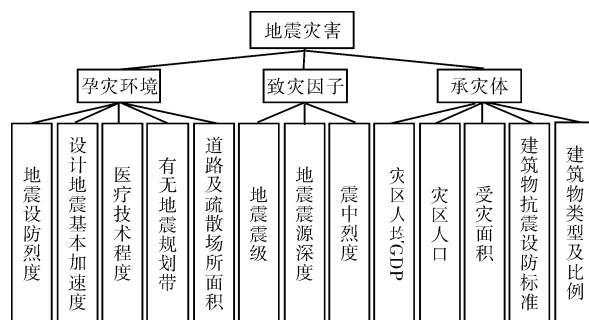 地震灾害
孕灾环境
致灾因子
承灾体
地震设防烈度
设计地震基本加速度
医疗技术程度
有无地震规划带
道路及疏散场所面积
地震震级
地震震源深度
震中烈度
灾区人均GDP
灾区人口
受灾面积
建筑物抗震设防标准
建筑物类型及比例